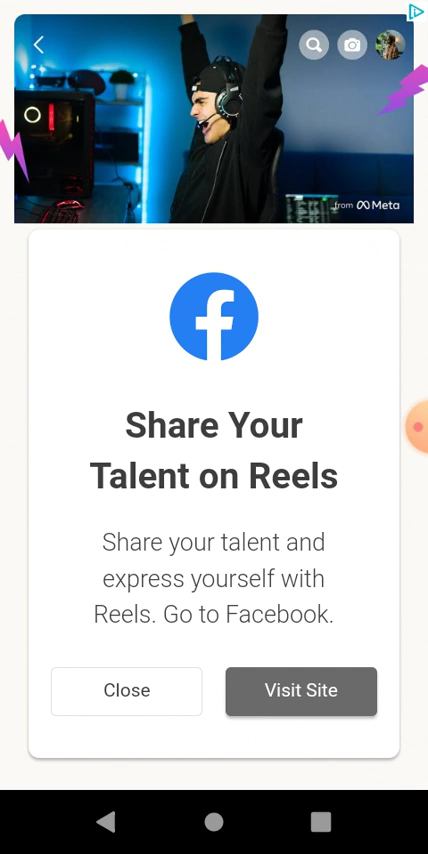 from Meta
Share Your
Talent on Reels
Share your talent and
express yourself with
Reels. Go to Facebook.
Close
Visit Site